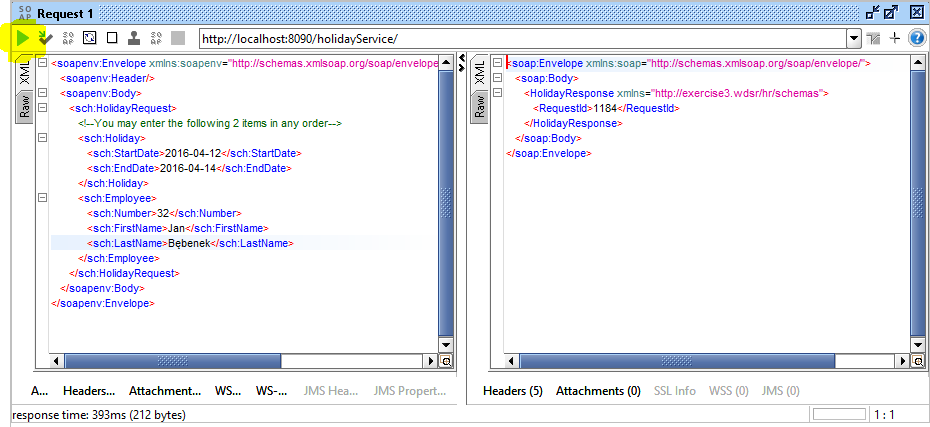 SO AP Request 1
SO AP SO AP http://localhost:8090/holidayService/
XML
Raw
<soapenv:Envelope xmlns:soapenv="http://schemas.xmlsoap.org/soap/envelope
<soapenv:Header/>
<soapenv:Body>
<sch:HolidayRequest>
<!--You may enter the following 2 items in any order-->
<sch:Holiday>
<sch:StartDate>2016-04-12</sch:StartDate>
<sch:EndDate>2016-04-14</sch:EndDate>
</sch:Holiday>
<sch:Employee>
<sch:Number>32</sch:Number>
<sch:FirstName>Jan</sch:FirstName>
<sch:LastName>Bębenek</sch:LastName>
</sch:Employee>
</sch:HolidayRequest>
</soapenv:Body>
</soapenv:Envelope>
A... Headers... Attachment... WS... WS-... JMS Hea... JMS Propert...
XML
Raw
<soap:Envelope xmlns:soap="http://schemas.xmlsoap.org/soap/envelope/">
<soap:Body>
<HolidayResponse xmlns="http://exercise3.wdsr/hr/schemas">
<RequestId>1184</RequestId>
</HolidayResponse>
</soap:Body>
</soap:Envelope>
Headers (5) Attachments (0) SSL Info WSS (0) JMS (0)
response time: 393ms (212 bytes) 1 : 1